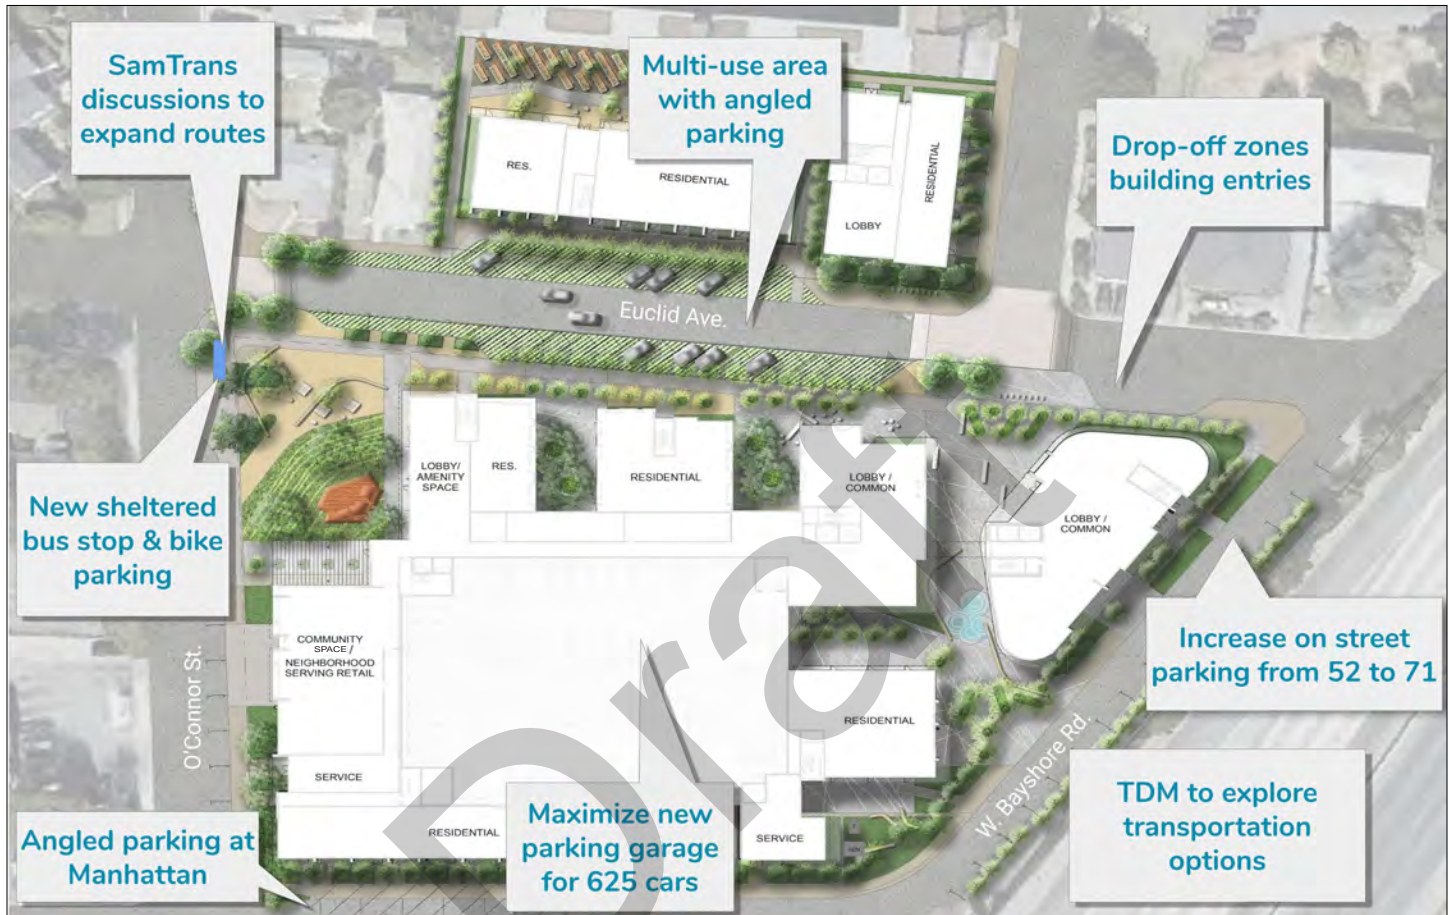 SamTrans
discussions to
expand routes
Multi-use area
with angled
parking
Drop-off zones
building entries
RES.
RESIDENTIAL
LOBBY
RESIDENTIAL
Euclid Ave.
New sheltered
bus stop & bike
parking
LOBBY/
AMENITY
SPACE
RES.
RESIDENTIAL
LOBBY /
COMMON
LOBBY /
COMMON
COMMUNITY
SPACE /
NEIGHBORHOOD
SERVING RETAIL
O'Connor St.
Increase on street
parking from 52 to 71
RESIDENTIAL
SERVICE
W. Bayshore Rd.
TDM to explore
transportation
options
Angled parking at
Manhattan
RESIDENTIAL
Maximize new
parking garage
for 625 cars
SERVICE
Draft